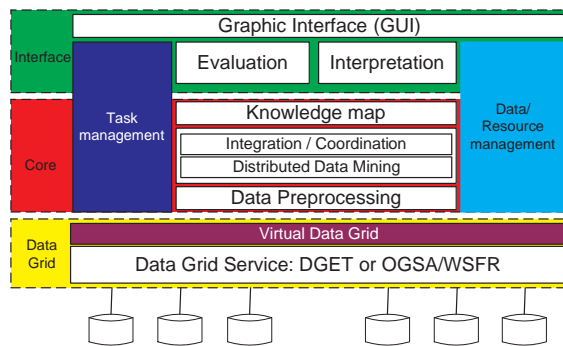 Graphic Interface (GUI)
Interface
Evaluation
Interpretation
Task
management
Data/
Resource
management
Core
Knowledge map
Integration / Coordination
Distributed Data Mining
Data Preprocessing
Data
Grid
Virtual Data Grid
Data Grid Service: DGET or OGSA/WSFR